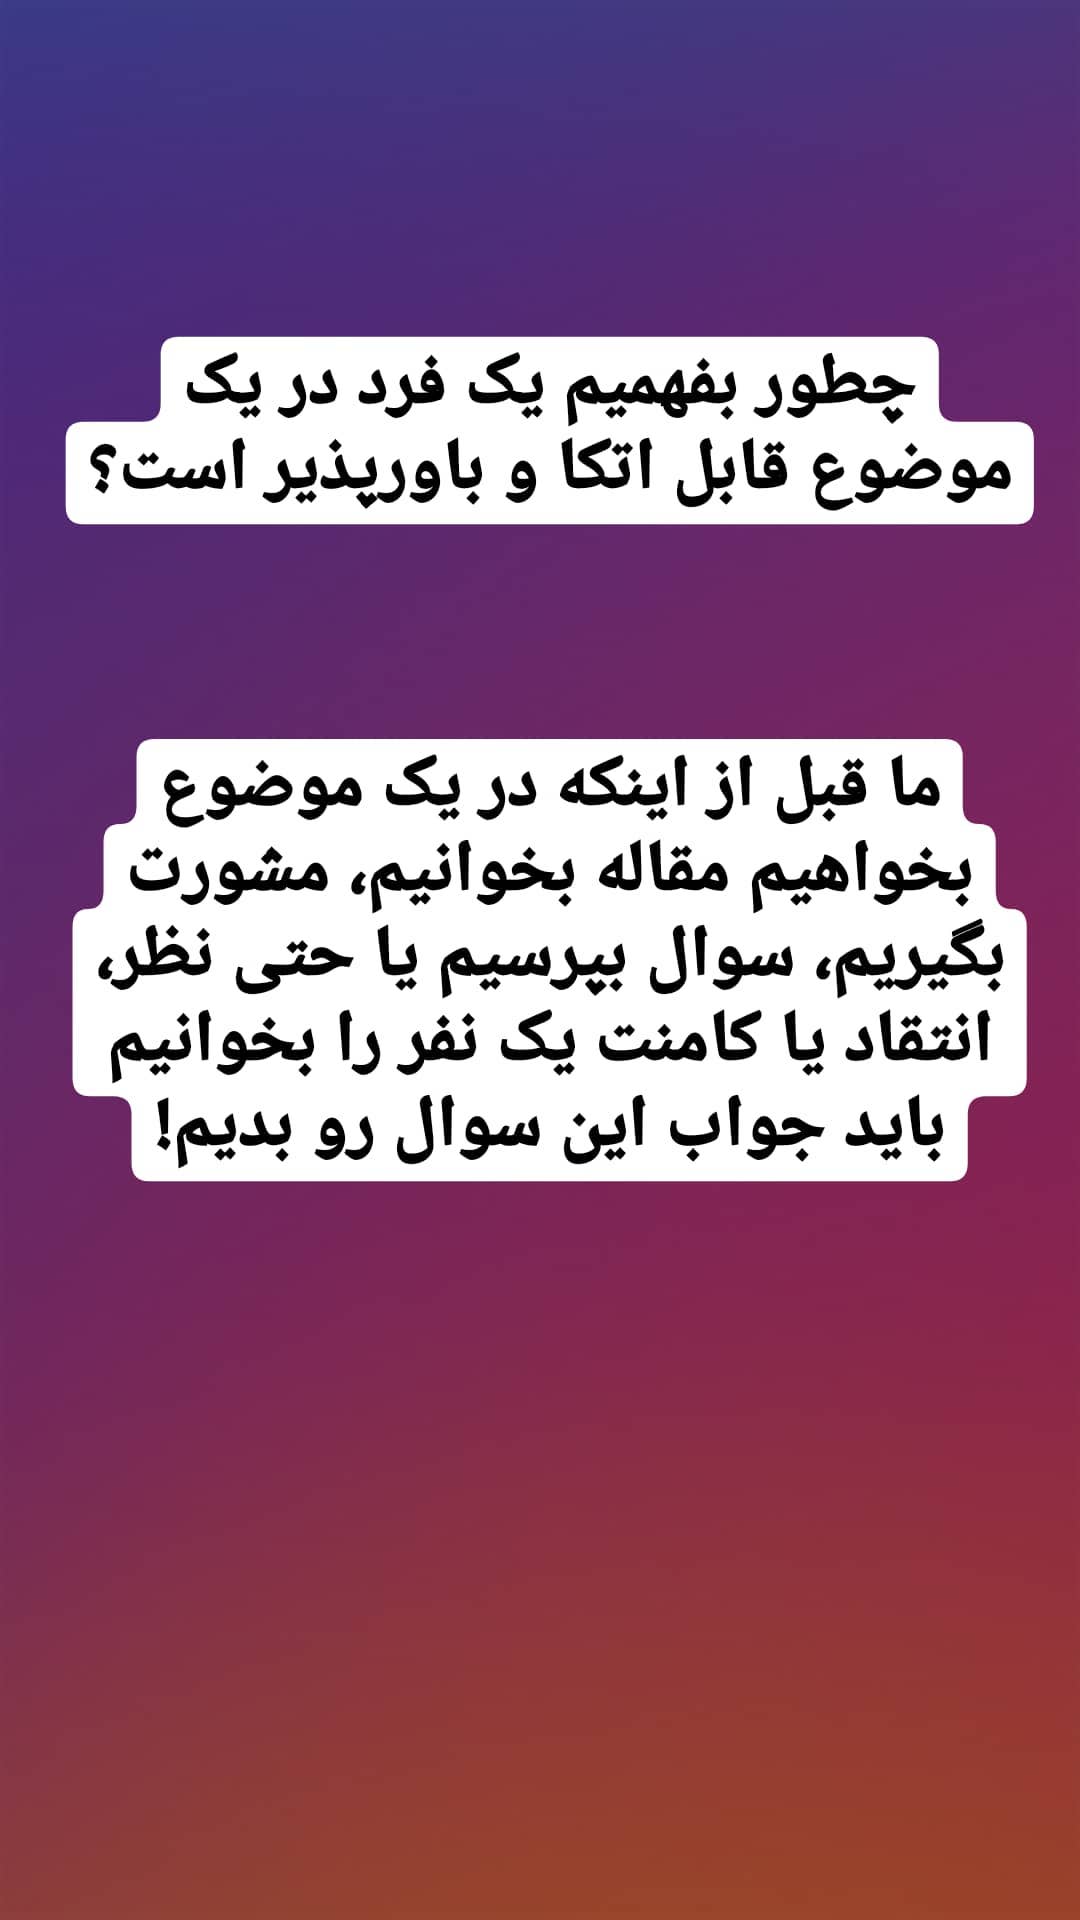 چطور بفهمیم یک فرد در یک
موضوع قابل اتکا و باورپذیر است؟
ما قبل از اینکه در یک موضوع
بخواهیم مقاله بخوانیم، مشورت
بگیریم، سوال بپرسیم یا حتی نظر،
انتقاد یا کامنت یک نفر را بخوانیم
باید جواب این سوال رو بدیم!